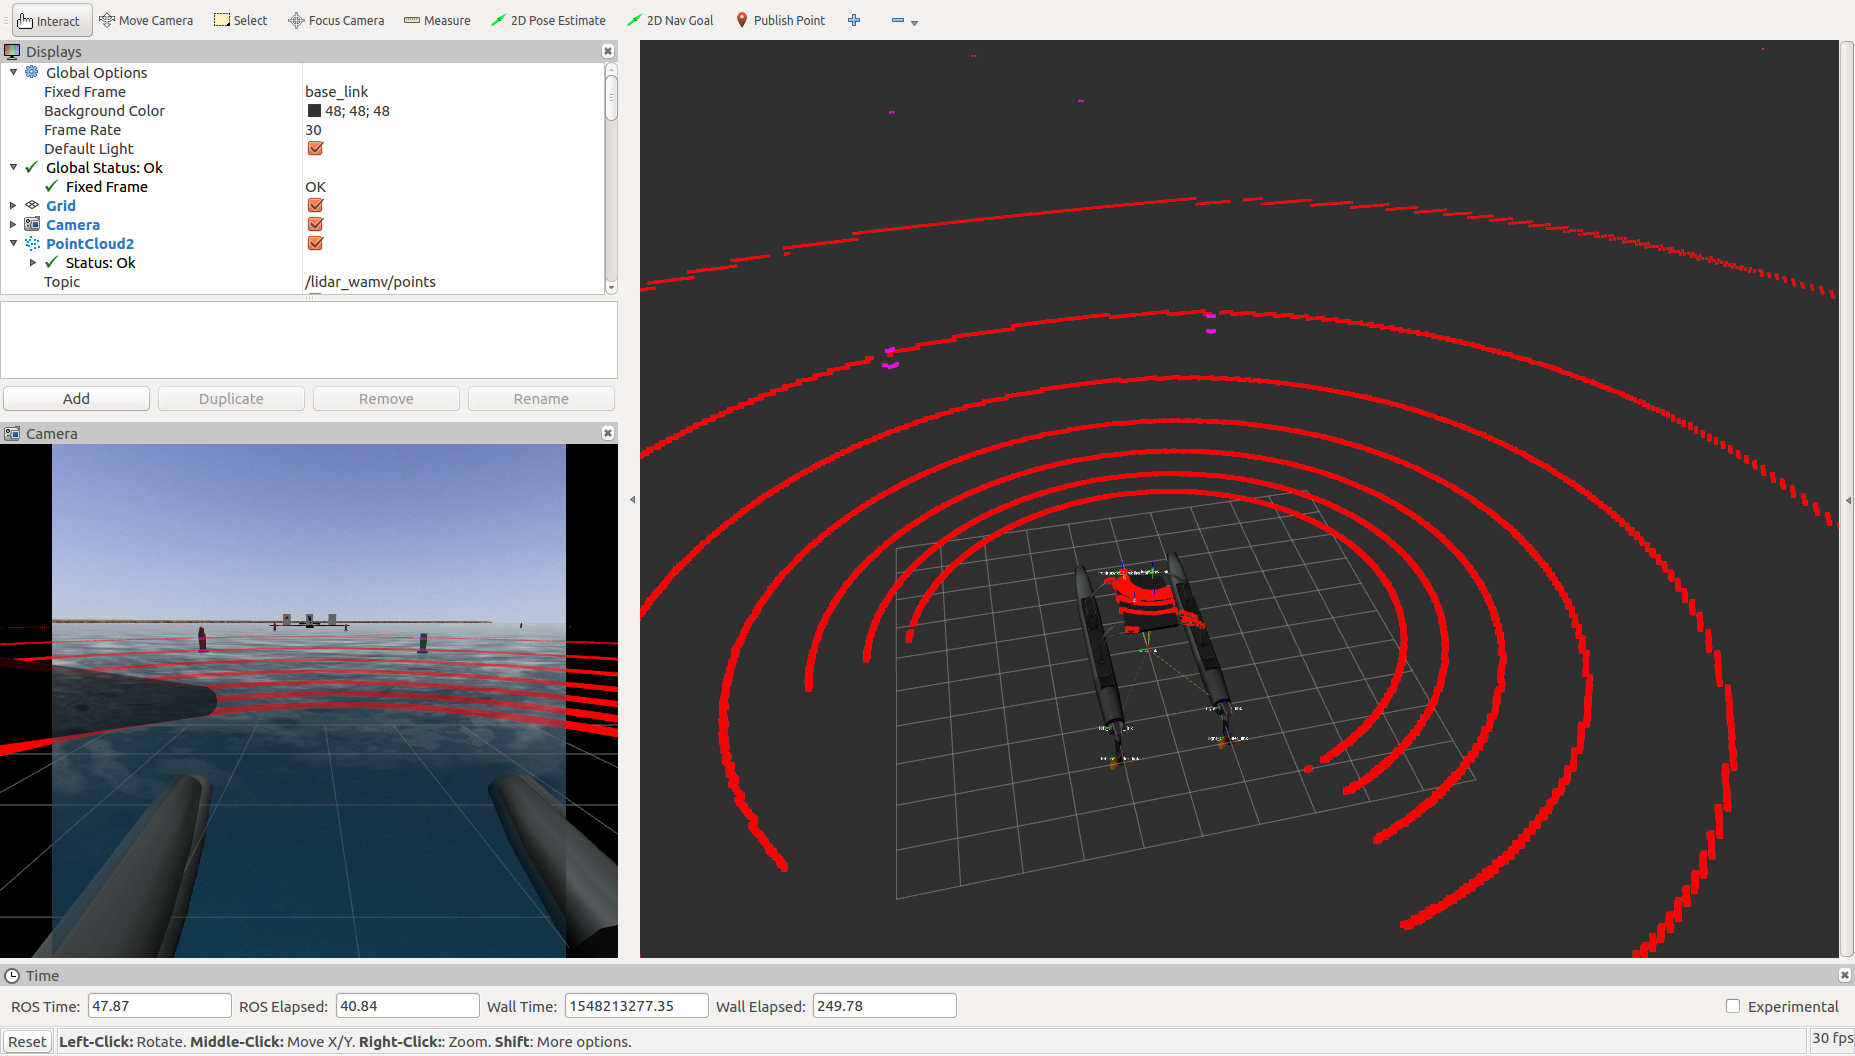 Interact Move Camera Select Focus Camera Measure 2D Pose Estimate 2D Nav Goal Publish Point
Displays
Global Options
Fixed Frame base_link
Background Color 48; 48; 48
Frame Rate 30
Default Light
Global Status: Ok
Fixed Frame OK
Grid
Camera
PointCloud2
Status: Ok
Topic /lidar_wamv/points
Add Duplicate Remove Rename
Camera
Time
ROS Time: 47.87 ROS Elapsed: 40.84 Wall Time: 1548213277.35 Wall Elapsed: 249.78 Experimental
Reset Left-Click: Rotate. Middle-Click: Move X/Y. Right-Click:: Zoom. Shift: More options. 30 fps